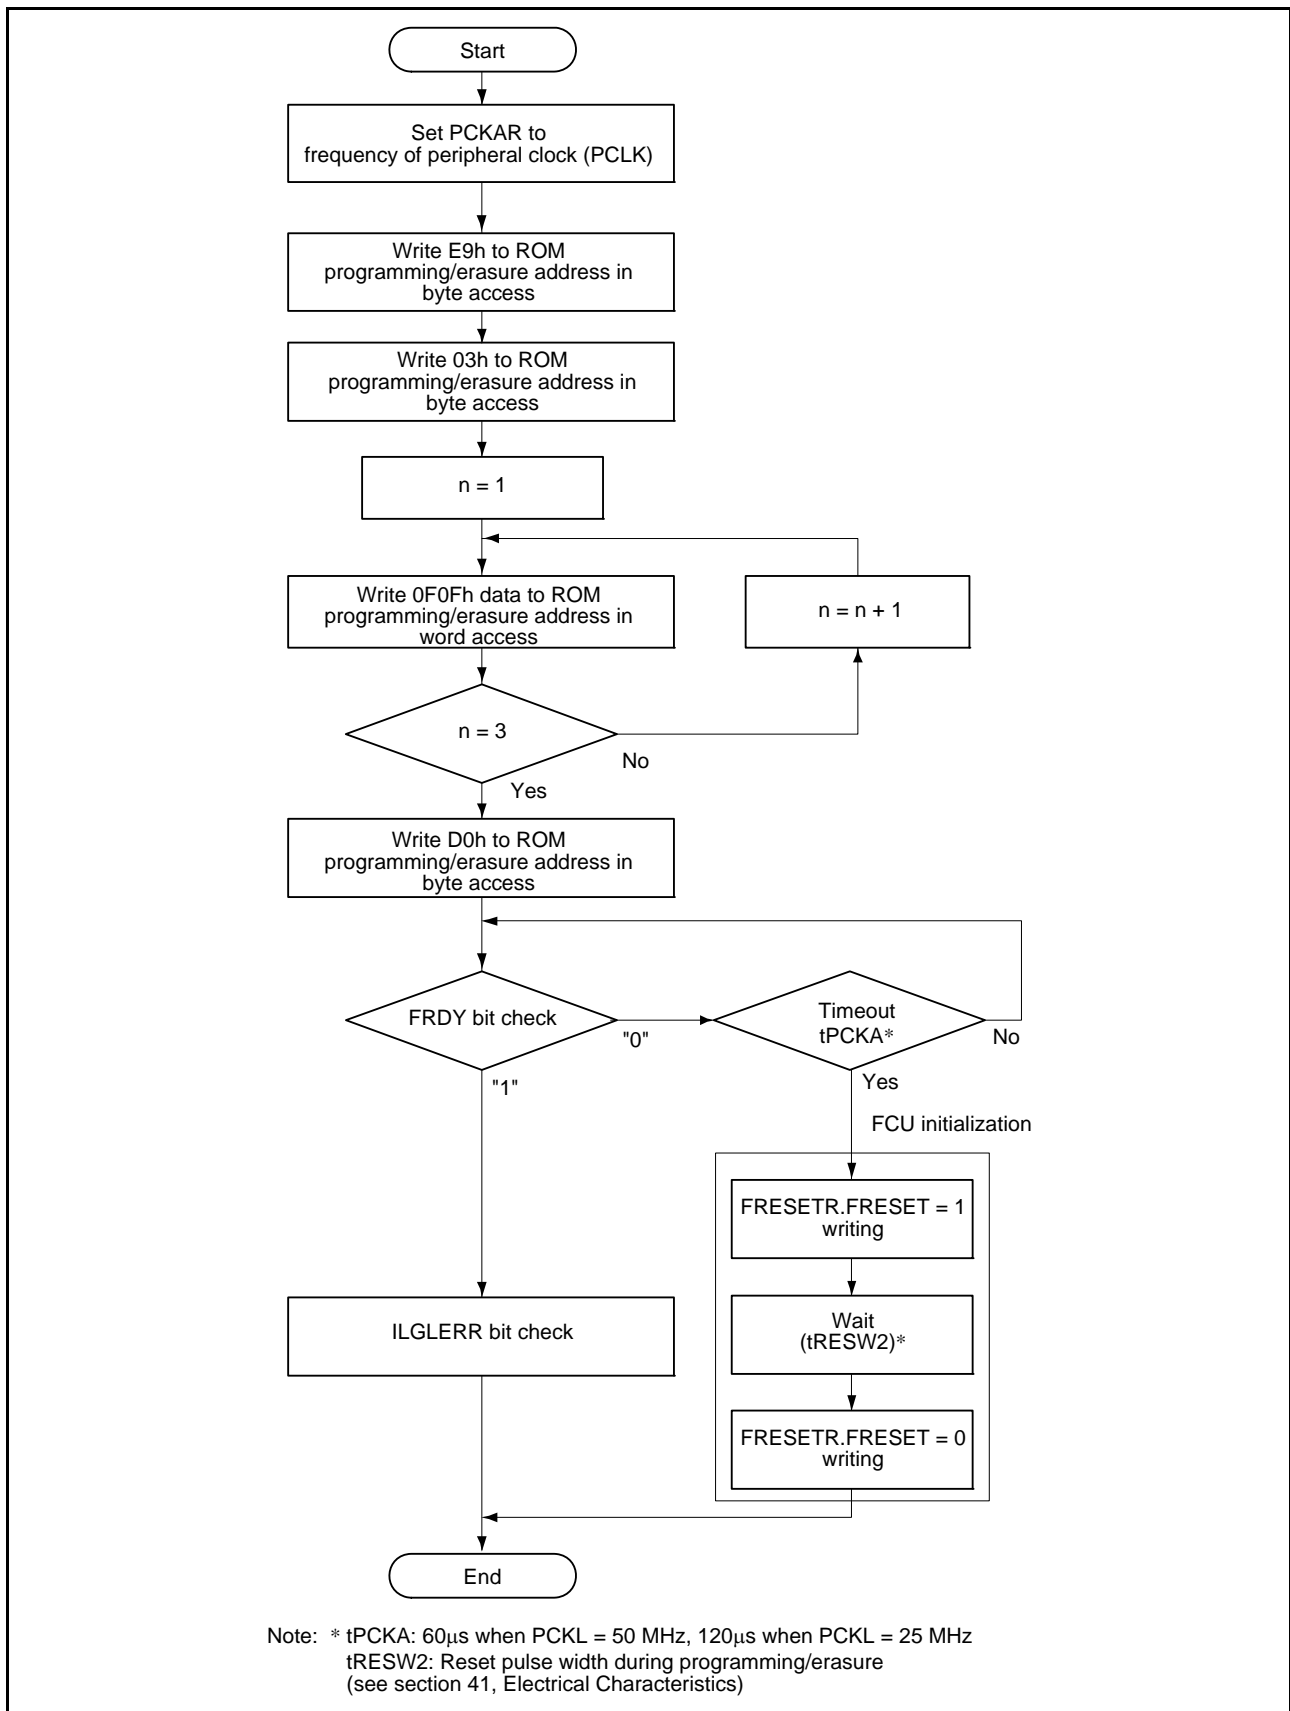 Start
Set PCKAR to
frequency of peripheral clock (PCLK)
Write E9h to ROM
programming/erasure address in
byte access
Write 03h to ROM
programming/erasure address in
byte access
n = 1
Write 0F0Fh data to ROM
programming/erasure address in
word access
n = n + 1
n = 3
No
Yes
Write D0h to ROM
programming/erasure address in
byte access
FRDY bit check
"0"
"1"
Timeout
tPCKA*
No
Yes
FCU initialization
FRESETR.FRESET = 1
writing
Wait
(tRESW2)*
FRESETR.FRESET = 0
writing
ILGLERR bit check
End
Note: * tPCKA: 60μs when PCKL = 50 MHz, 120μs when PCKL = 25 MHz
tRESW2: Reset pulse width during programming/erasure
(see section 41, Electrical Characteristics)